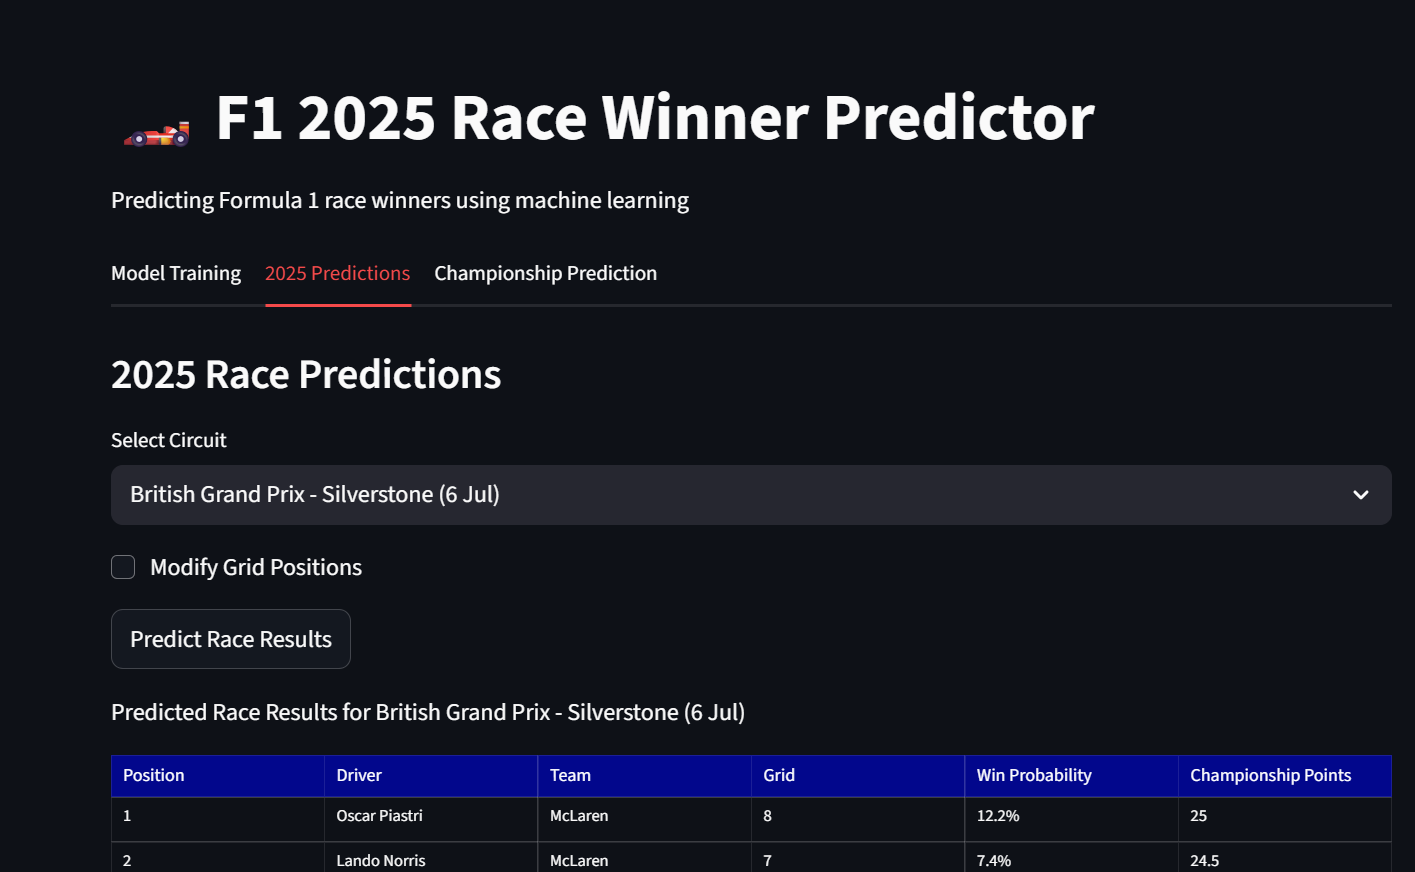 F1 2025 Race Winner Predictor
Predicting Formula 1 race winners using machine learning
Model Training 2025 Predictions Championship Prediction
2025 Race Predictions
Select Circuit
British Grand Prix - Silverstone (6 Jul)
Modify Grid Positions
Predict Race Results
Predicted Race Results for British Grand Prix - Silverstone (6 Jul)
Position Driver Team Grid Win Probability Championship Points
1 Oscar Piastri McLaren 8 12.2% 25
2 Lando Norris McLaren 7 7.4% 24.5